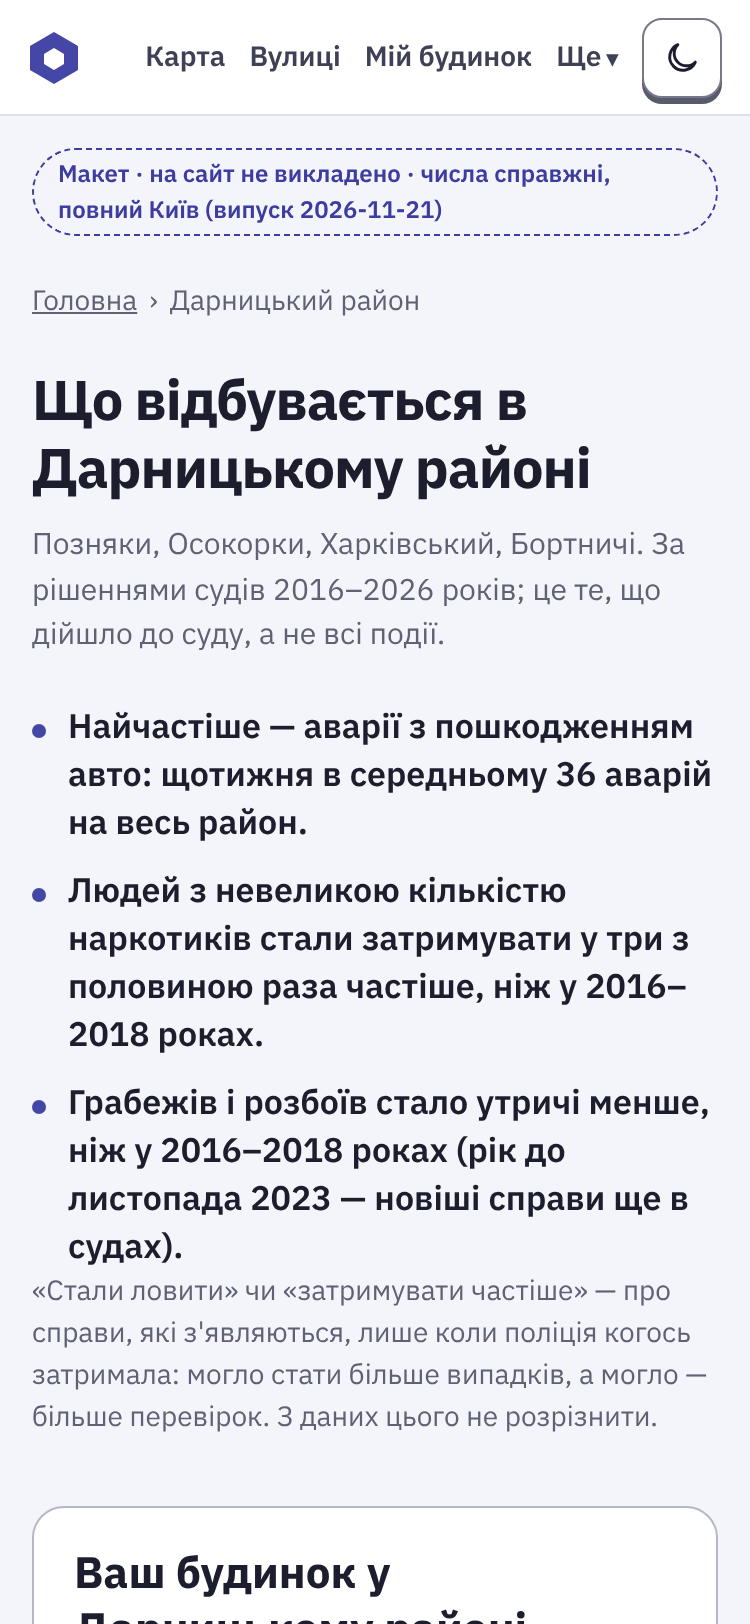 Карта Вулиці Мій будинок Ще ▾
Макет · на сайт не викладено · числа справжні,
повний Київ (випуск 2026-11-21)
Головна › Дарницький район
Що відбувається в
Дарницькому районі
Позняки, Осокорки, Харківський, Бортничі. За
рішеннями судів 2016–2026 років; це те, що
дійшло до суду, а не всі події.
Найчастіше — аварії з пошкодженням
авто: щотижня в середньому 36 аварій
на весь район.
Людей з невеликою кількістю
наркотиків стали затримувати у три з
половиною раза частіше, ніж у 2016–
2018 роках.
Грабежів і розбоїв стало утричі менше,
ніж у 2016–2018 роках (рік до
листопада 2023 — новіші справи ще в
судах).
«Стали ловити» чи «затримувати частіше» — про
справи, які з'являються, лише коли поліція когось
затримала: могло стати більше випадків, а могло —
більше перевірок. З даних цього не розрізнити.
Ваш будинок у
Дарницькому районі